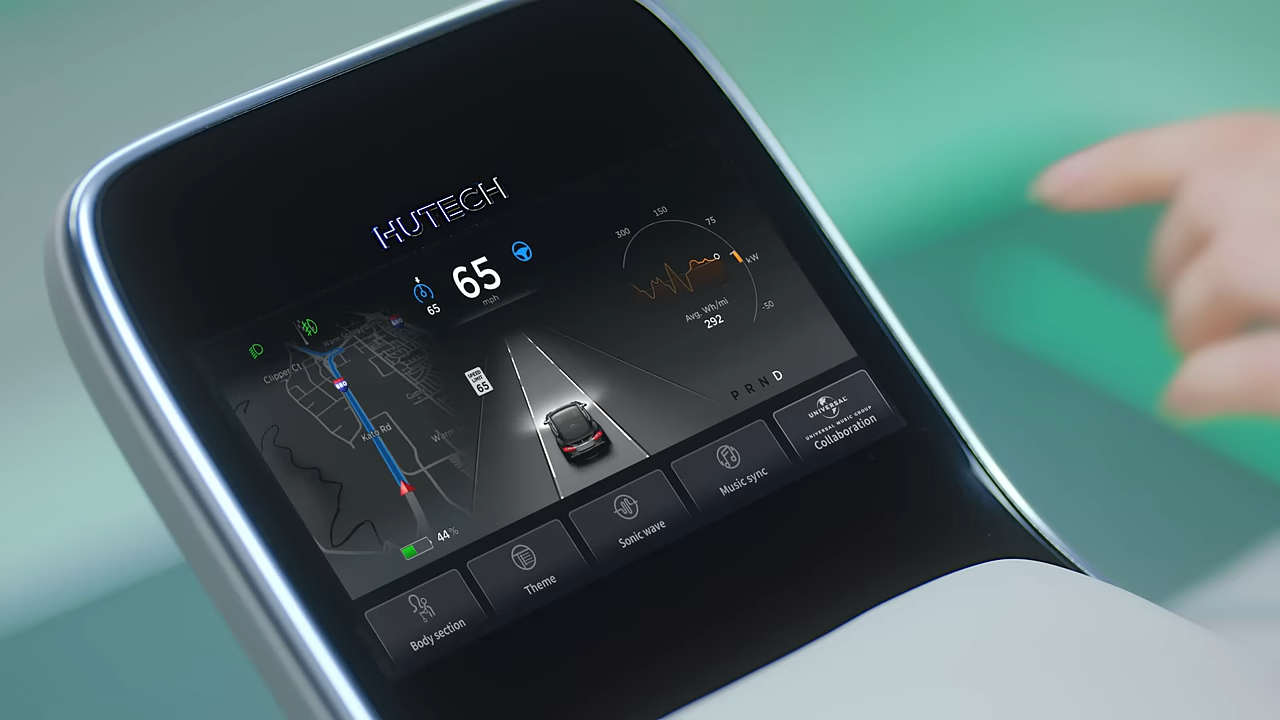 HUTECH
65
mph
65
300
150
75
kW
-50
Avg. Wh/mi
292
Clipper Ct
880
Kato Rd
Warm
SPEED
LIMIT
65
P R N D
44%
Body section
Theme
Sonic wave
Music sync
UNIVERSAL
UNIVERSAL MUSIC GROUP
Collaboration